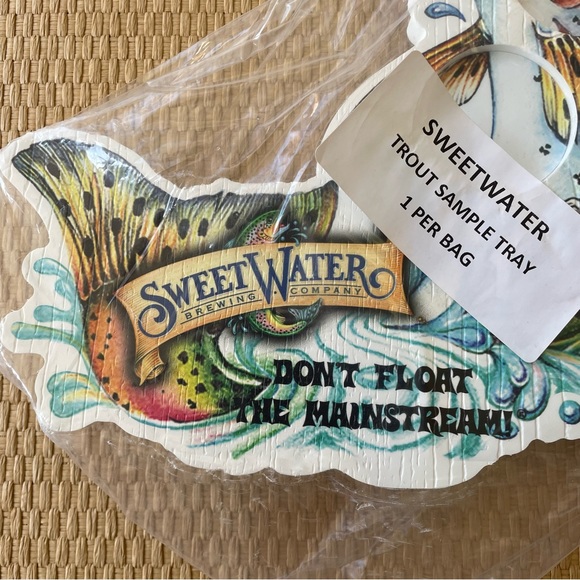 SWEETWATER
TROUT SAMPLE TRAY
1 PER BAG
SWEETWATER
BREWING COMPANY
DON'T FLOAT
THE MAINSTREAM!